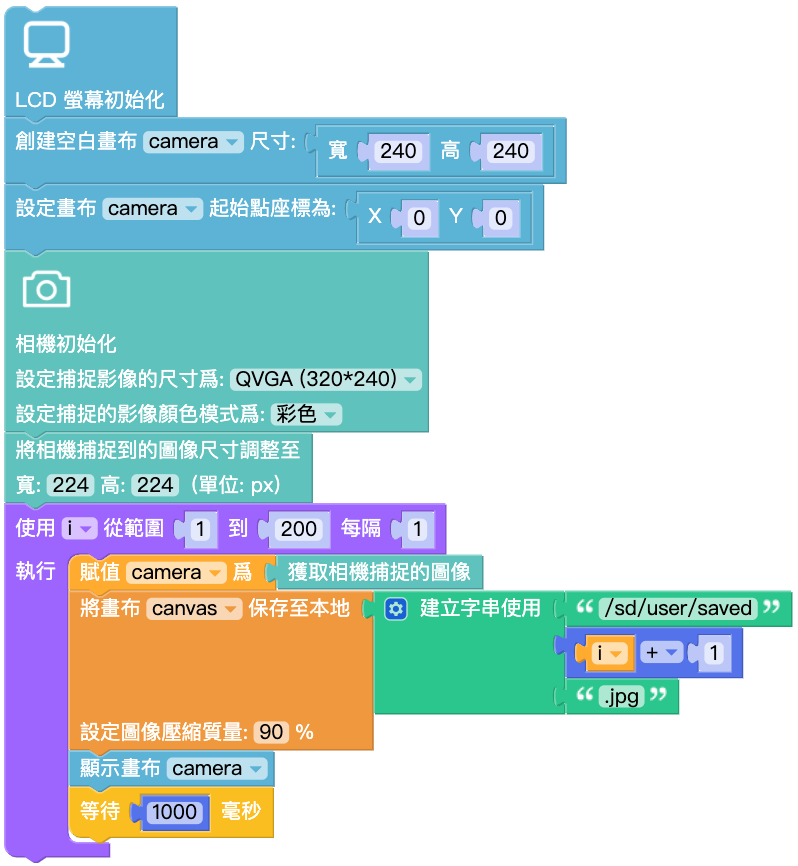 LCD 螢幕初始化
創建空白畫布 camera 尺寸: 寬 240 高 240
設定畫布 camera 起始點座標為: X 0 Y 0
相機初始化
設定捕捉影像的尺寸爲: QVGA (320*240)
設定捕捉的影像顏色模式爲: 彩色
將相機捕捉到的圖像尺寸調整至
寬: 224 高: 224 (單位: px)
使用 i 從範圍 1 到 200 每隔 1
執行 賦值 camera 爲 獲取相機捕捉的圖像
將畫布 canvas 保存至本地 建立字串使用 “ /sd/user/saved ”
i + 1
“ .jpg ”
設定圖像壓縮質量: 90 %
顯示畫布 camera
等待 1000 毫秒